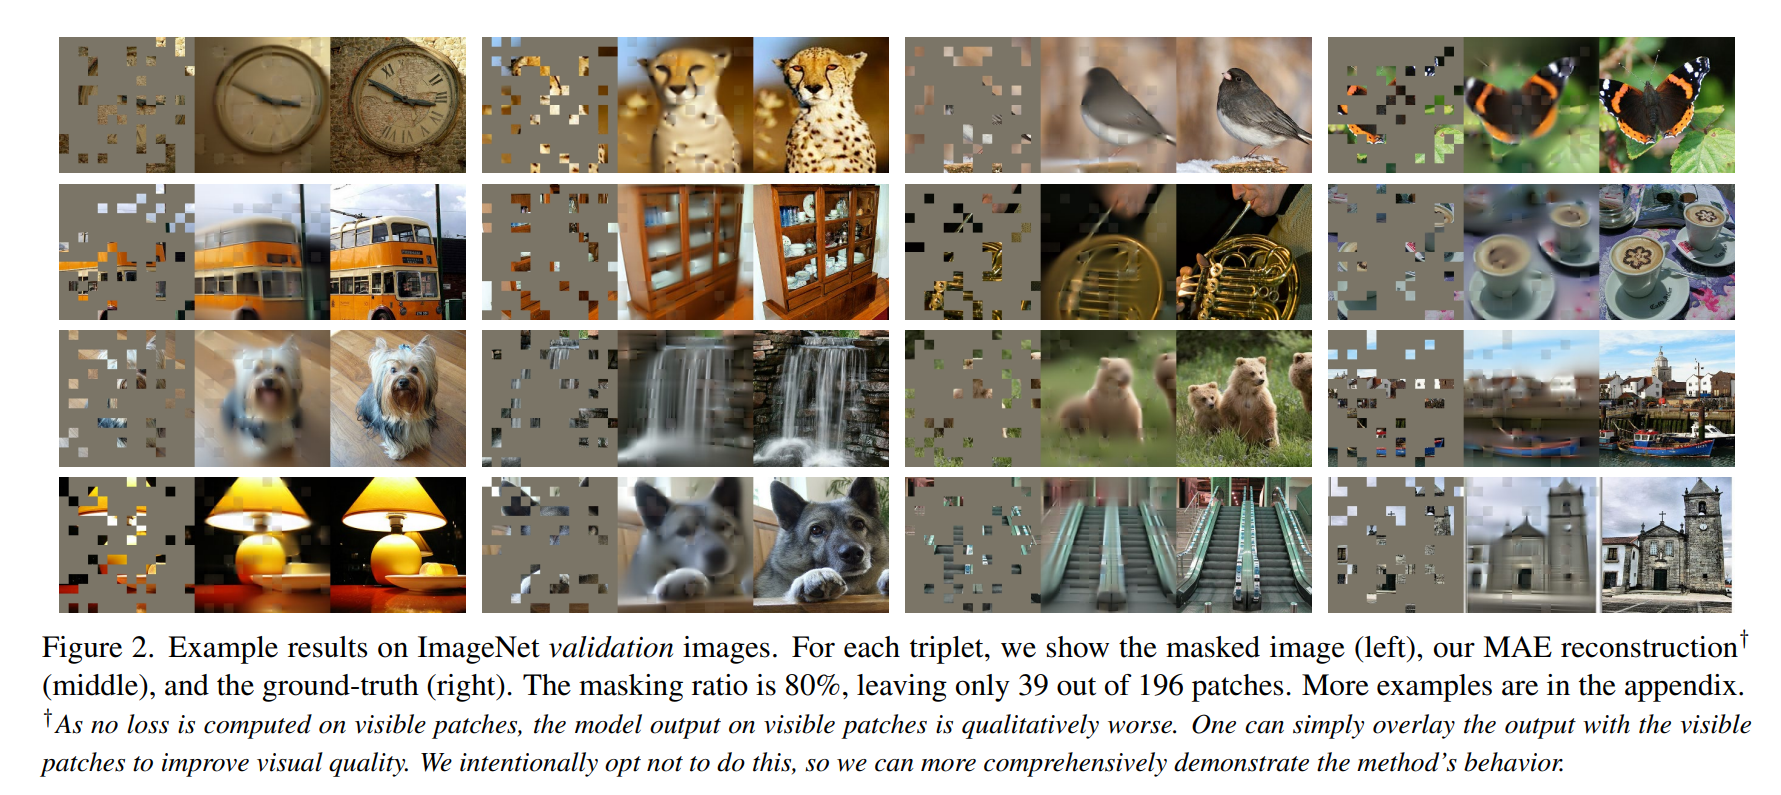 Figure 2. Example results on ImageNet validation images. For each triplet, we show the masked image (left), our MAE reconstruction†
(middle), and the ground-truth (right). The masking ratio is 80%, leaving only 39 out of 196 patches. More examples are in the appendix.
†As no loss is computed on visible patches, the model output on visible patches is qualitatively worse. One can simply overlay the output with the visible
patches to improve visual quality. We intentionally opt not to do this, so we can more comprehensively demonstrate the method's behavior.